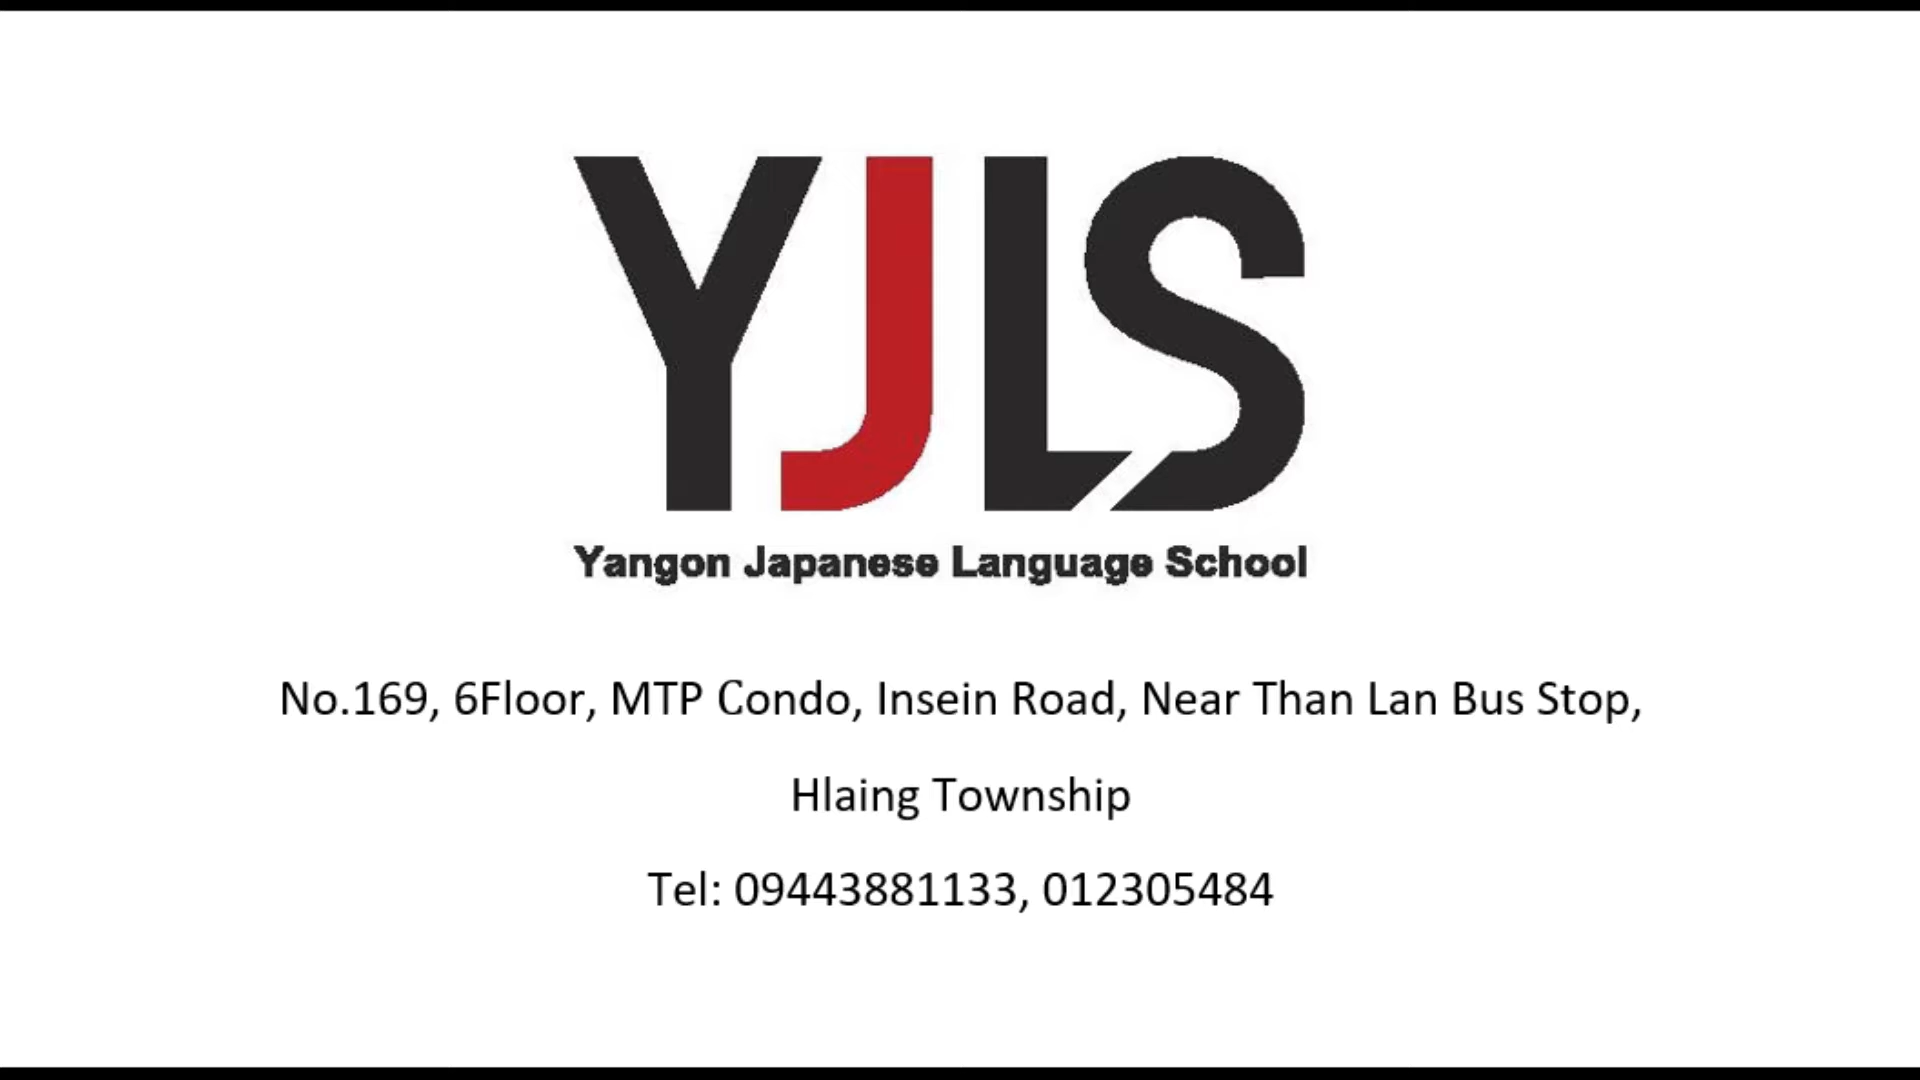 YJLS
Yangon Japanese Language School
No.169, 6Floor, MTP Condo, Insein Road, Near Than Lan Bus Stop,
Hlaing Township
Tel: 09443881133, 012305484